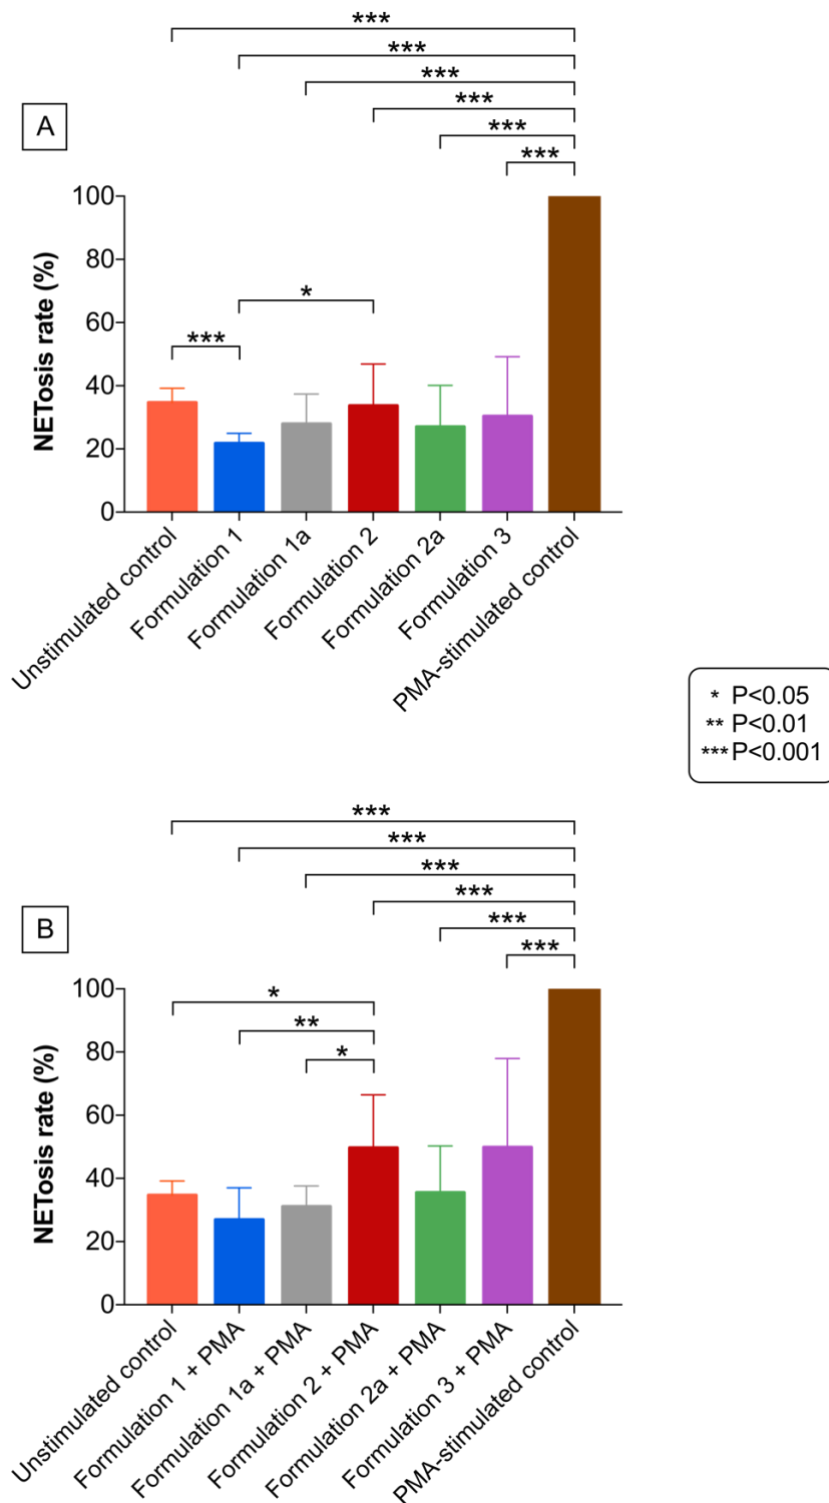 ***
***
***
***
***
***
A
100
80
60
40
20
0
NETosis rate (%)
*
***
Unstimulated control
Formulation 1
Formulation 1a
Formulation 2
Formulation 2a
Formulation 3
PMA-stimulated control
* P<0.05
** P<0.01
*** P<0.001
***
***
***
***
***
***
B
100
80
60
40
20
0
NETosis rate (%)
*
**
*
Unstimulated control
Formulation 1 + PMA
Formulation 1a + PMA
Formulation 2 + PMA
Formulation 2a + PMA
Formulation 3 + PMA
PMA-stimulated control